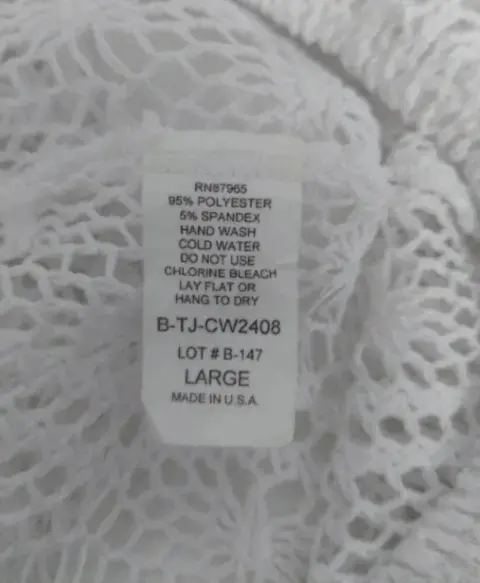 RN87965
95% POLYESTER
5% SPANDEX
HAND WASH
COLD WATER
DO NOT USE
CHLORINE BLEACH
LAY FLAT OR
HANG TO DRY
B-TJ-CW2408
LOT # B-147
LARGE
MADE IN U.S.A.